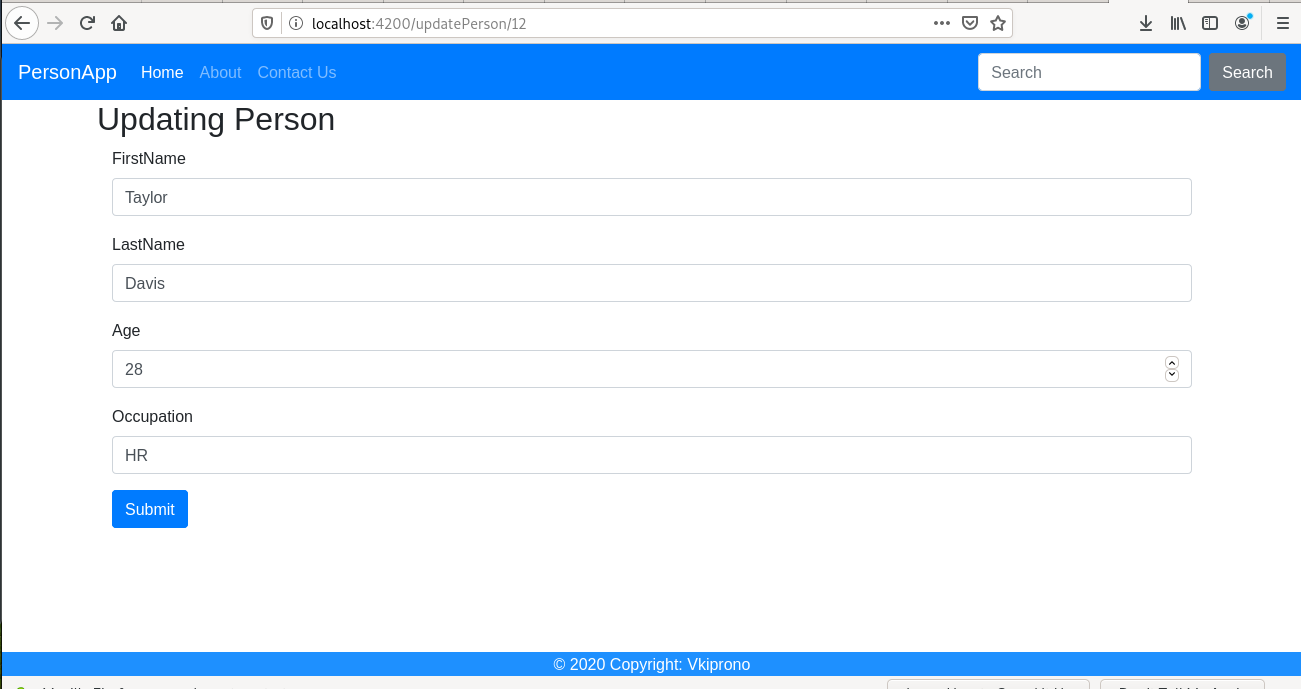 localhost:4200/updatePerson/12
PersonApp Home About Contact Us Search Search
Updating Person
FirstName
Taylor
LastName
Davis
Age
28
Occupation
HR
Submit
© 2020 Copyright: Vkiprono